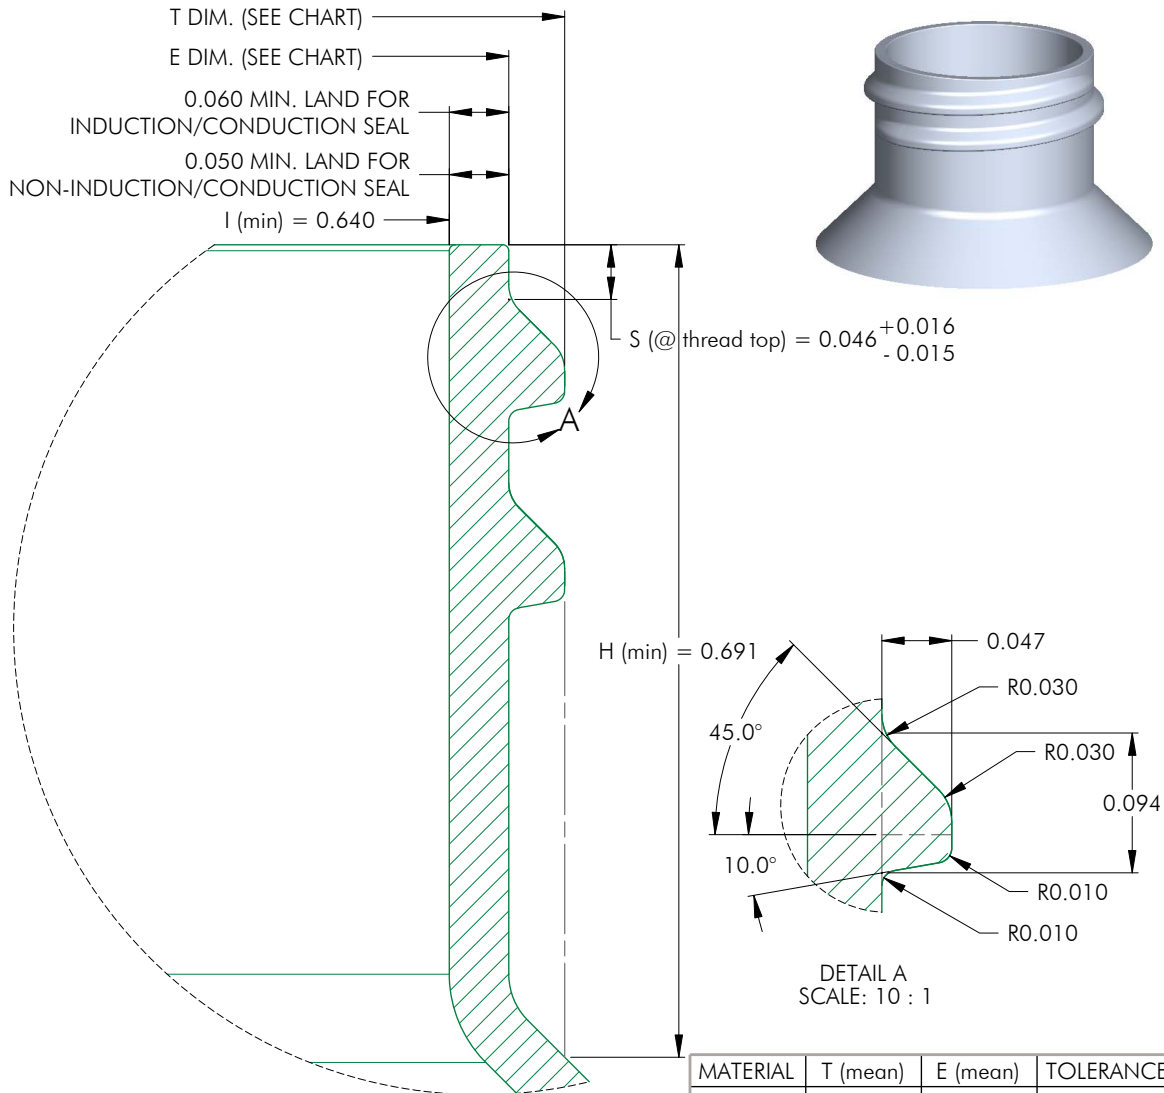 T DIM. (SEE CHART)
E DIM. (SEE CHART)
0.060 MIN. LAND FOR
INDUCTION/CONDUCTION SEAL
0.050 MIN. LAND FOR
NON-INDUCTION/CONDUCTION SEAL
I (min) = 0.640
S (@ thread top) = 0.046 +0.016
- 0.015
A
H (min) = 0.691
0.047
R0.030
45.0°
R0.030
0.094
10.0°
R0.010
R0.010
DETAIL A
SCALE: 10 : 1
MATERIAL T (mean) E (mean) TOLERANCE